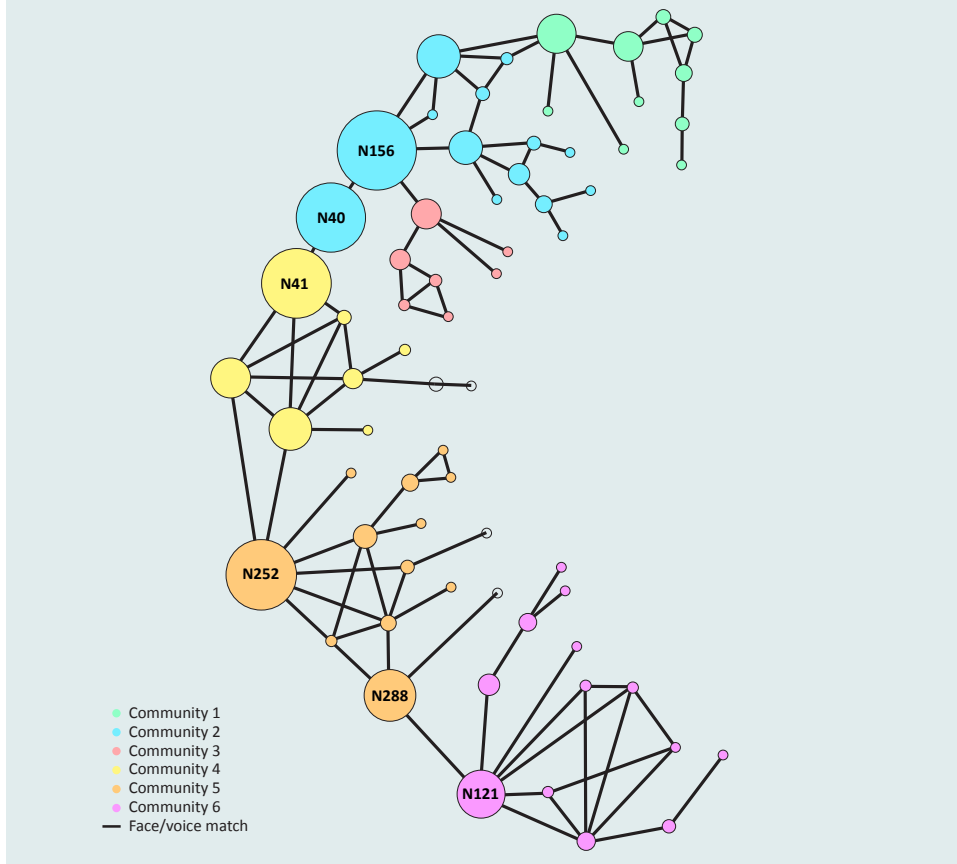 N156
N40
N41
N252
N288
N121
Community 1
Community 2
Community 3
Community 4
Community 5
Community 6
Face/voice match